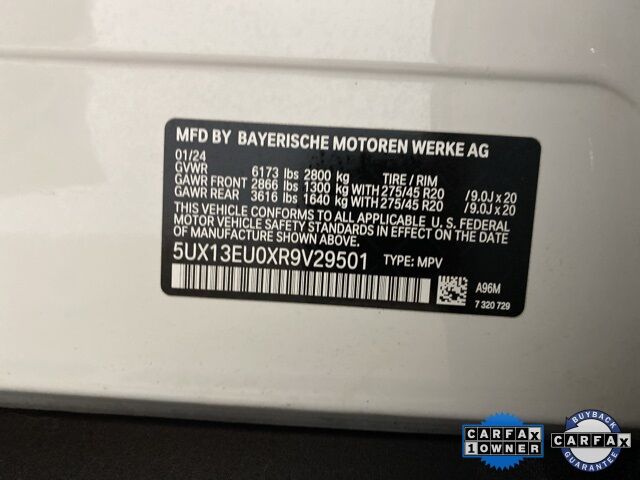 MFD BY BAYERISCHE MOTOREN WERKE AG
01/24
GVWR 6173 lbs 2800 kg TIRE / RIM
GAWR FRONT 2866 lbs 1300 kg WITH 275/45 R20 /9.0J x 20
GAWR REAR 3616 lbs 1640 kg WITH 275/45 R20 /9.0J x 20
THIS VEHICLE CONFORMS TO ALL APPLICABLE U.S. FEDERAL
MOTOR VEHICLE SAFETY STANDARDS IN EFFECT ON THE
DATE OF MANUFACTURE SHOWN ABOVE.
5UX13EU0XR9V29501 TYPE: MPV
A96M
7 320 729
CARFAX
1 OWNER
BUYBACK
CARFAX
GUARANTEE